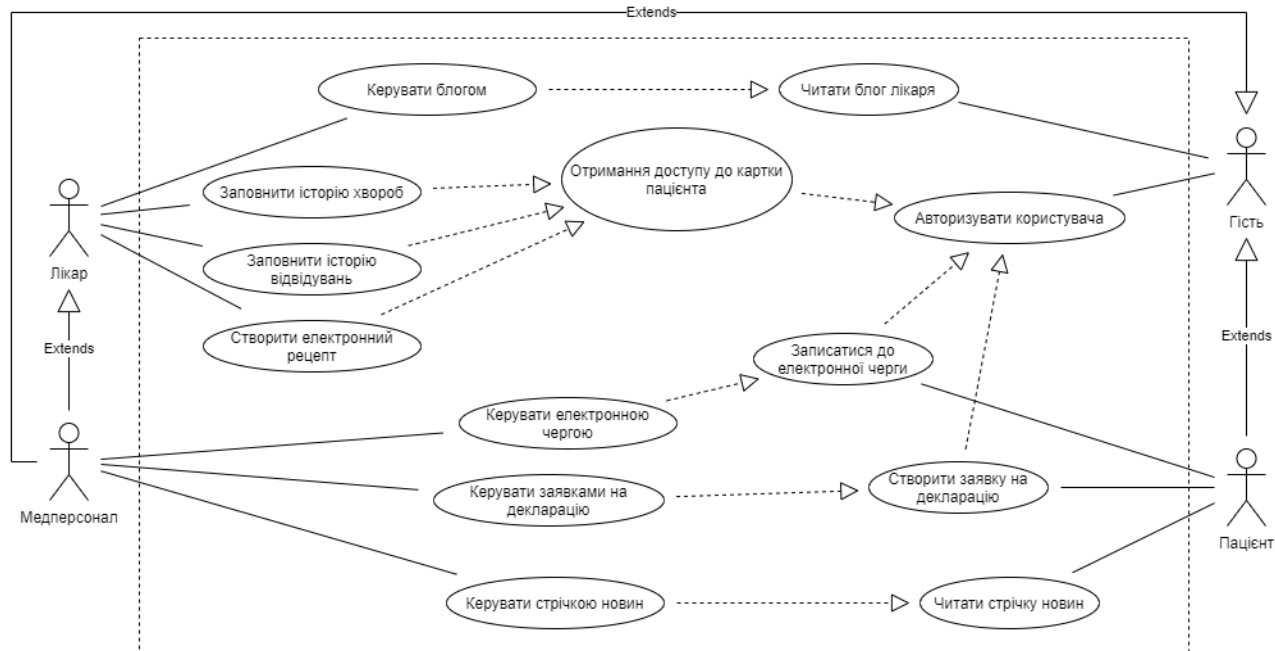 Extends
Керувати блогом
Читати блог лікаря
Отримання доступу до картки
пацієнта
Заповнити історію хвороб
Авторизувати користувача
Гість
Заповнити історію
відвідувань
Лікар
Створити електронний
рецепт
Extends
Extends
Записатися до
електронної черги
Керувати електронною
чергою
Створити заявку на
декларацію
Керувати заявками на
декларацію
Медперсонал
Пацієнт
Керувати стрічкою новин
Читати стрічку новин